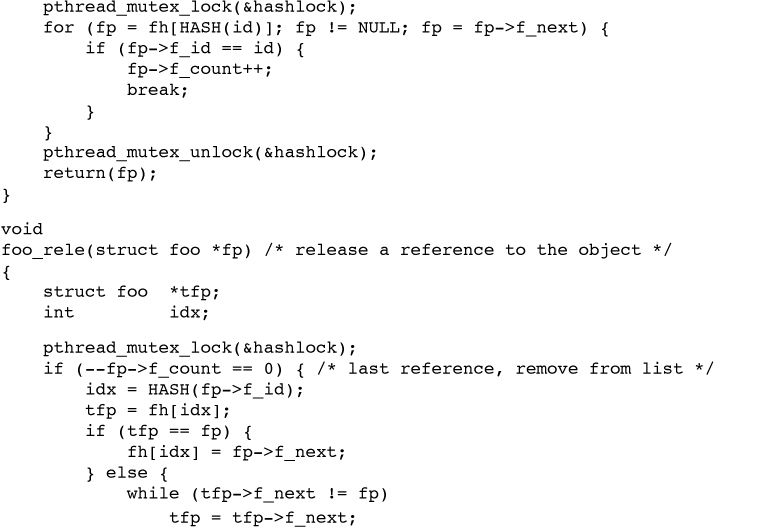 pthread_mutex_lock(&hashlock);
    for (fp = fh[HASH(id)]; fp != NULL; fp = fp->f_next) {
        if (fp->f_id == id) {
            fp->f_count++;
            break;
        }
    }
    pthread_mutex_unlock(&hashlock);
    return(fp);
}
void
foo_rele(struct foo *fp) /* release a reference to the object */
{
    struct foo  *tfp;
    int         idx;
    pthread_mutex_lock(&hashlock);
    if (--fp->f_count == 0) { /* last reference, remove from list */
        idx = HASH(fp->f_id);
        tfp = fh[idx];
        if (tfp == fp) {
            fh[idx] = fp->f_next;
        } else {
            while (tfp->f_next != fp)
                tfp = tfp->f_next;